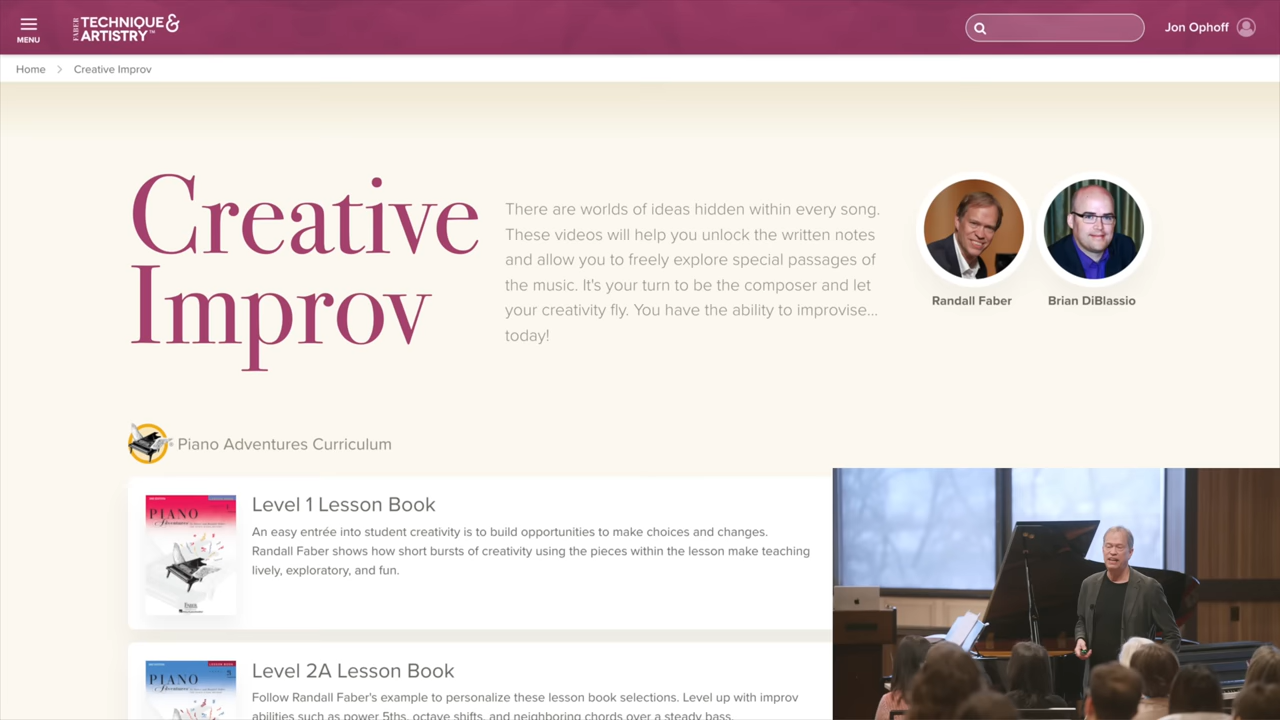 MENU
FABER
TECHNIQUE &
ARTISTRY™
Jon Ophoff
Home
Creative Improv
Creative
Improv
There are worlds of ideas hidden within every song.
These videos will help you unlock the written notes
and allow you to freely explore special passages of
the music. It's your turn to be the composer and let
your creativity fly. You have the ability to improvise...
today!
Randall Faber
Brian DiBlassio
Piano Adventures Curriculum
PIANO
Adventures
Level 1 Lesson Book
An easy entrée into student creativity is to build opportunities to make choices and changes.
Randall Faber shows how short bursts of creativity using the pieces within the lesson make teaching
lively, exploratory, and fun.
PIANO
Adventures
Level 2A Lesson Book
Follow Randall Faber's example to personalize these lesson book selections. Level up with improv
abilities such as power 5ths, octave shifts, and neighboring chords over a steady bass.